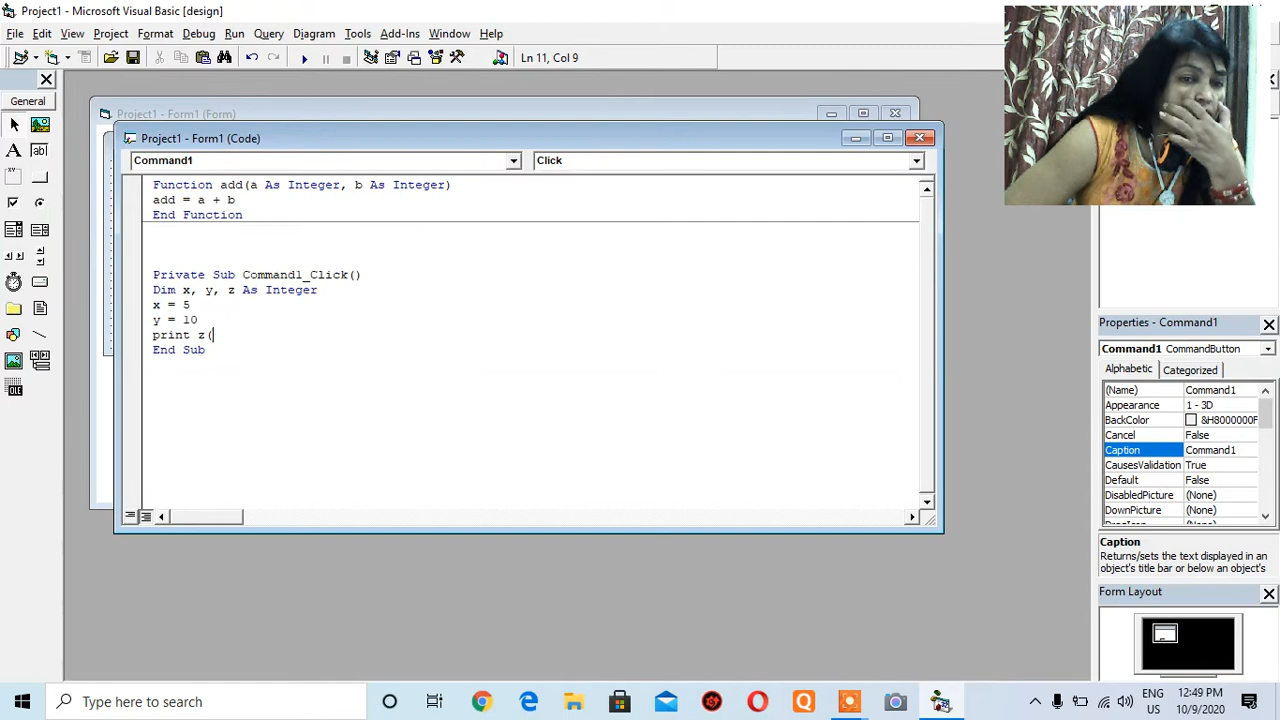 Project1 - Microsoft Visual Basic [design]
File Edit View Project Format Debug Run Query Diagram Tools Add-Ins Window Help
Ln 11, Col 9
General
Project1 - Form1 (Form)
Project1 - Form1 (Code)
Command1 Click
Function add(a As Integer, b As Integer)
add = a + b
End Function
Private Sub Command1_Click()
Dim x, y, z As Integer
x = 5
y = 10
print z(
End Sub
Properties - Command1
Command1 CommandButton
Alphabetic Categorized
(Name) Command1
Appearance 1 - 3D
BackColor &H8000000F
Cancel False
Caption Command1
CausesValidation True
Default False
DisabledPicture (None)
DownPicture (None)
Caption
Returns/sets the text displayed in an
object's title bar or below an object's
Form Layout
Type here to search
ENG
US
12:49 PM
10/9/2020